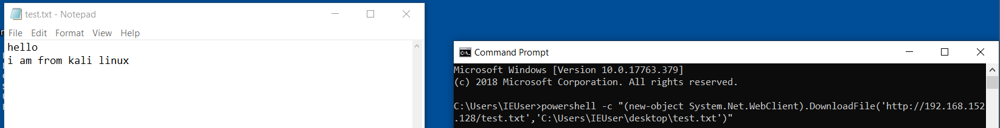 test.txt - Notepad
File Edit Format View Help
hello
i am from kali linux
Command Prompt
Microsoft Windows [Version 10.0.17763.379]
(c) 2018 Microsoft Corporation. All rights reserved.
C:\Users\IEUser>powershell -c "(new-object System.Net.WebClient).DownloadFile('http://192.168.152
.128/test.txt','C:\Users\IEUser\desktop\test.txt')"